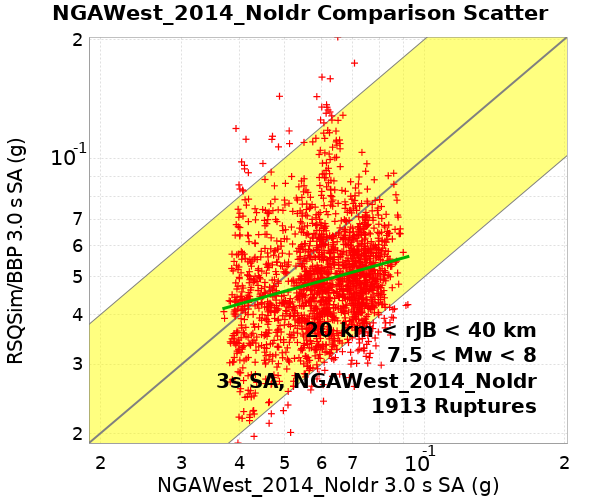 NGAWest_2014_NoIdr Comparison Scatter
RSQSim/BBP 3.0 s SA (g)
2
10-1
7
6
5
4
3
2
20 km < rJB < 40 km
7.5 < Mw < 8
3s SA, NGAWest_2014_NoIdr
1913 Ruptures
2 3 4 5 6 7 10-1 2
NGAWest_2014_NoIdr 3.0 s SA (g)